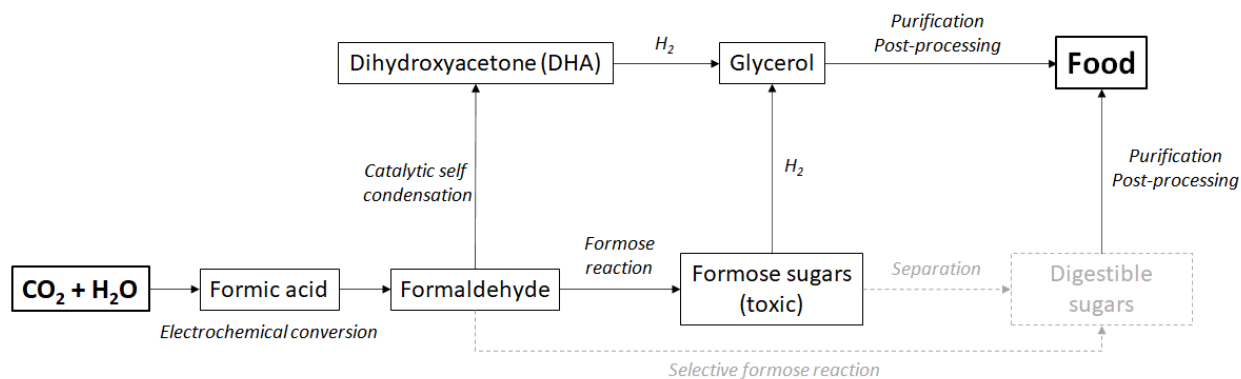 Purification
Post-processing
H₂
Dihydroxyacetone (DHA)
Glycerol
Food
Catalytic self
condensation
H₂
Purification
Post-processing
Formose
reaction
CO₂ + H₂O
Formic acid
Formaldehyde
Formose sugars
(toxic)
Separation
Digestible
sugars
Electrochemical conversion
Selective formose reaction